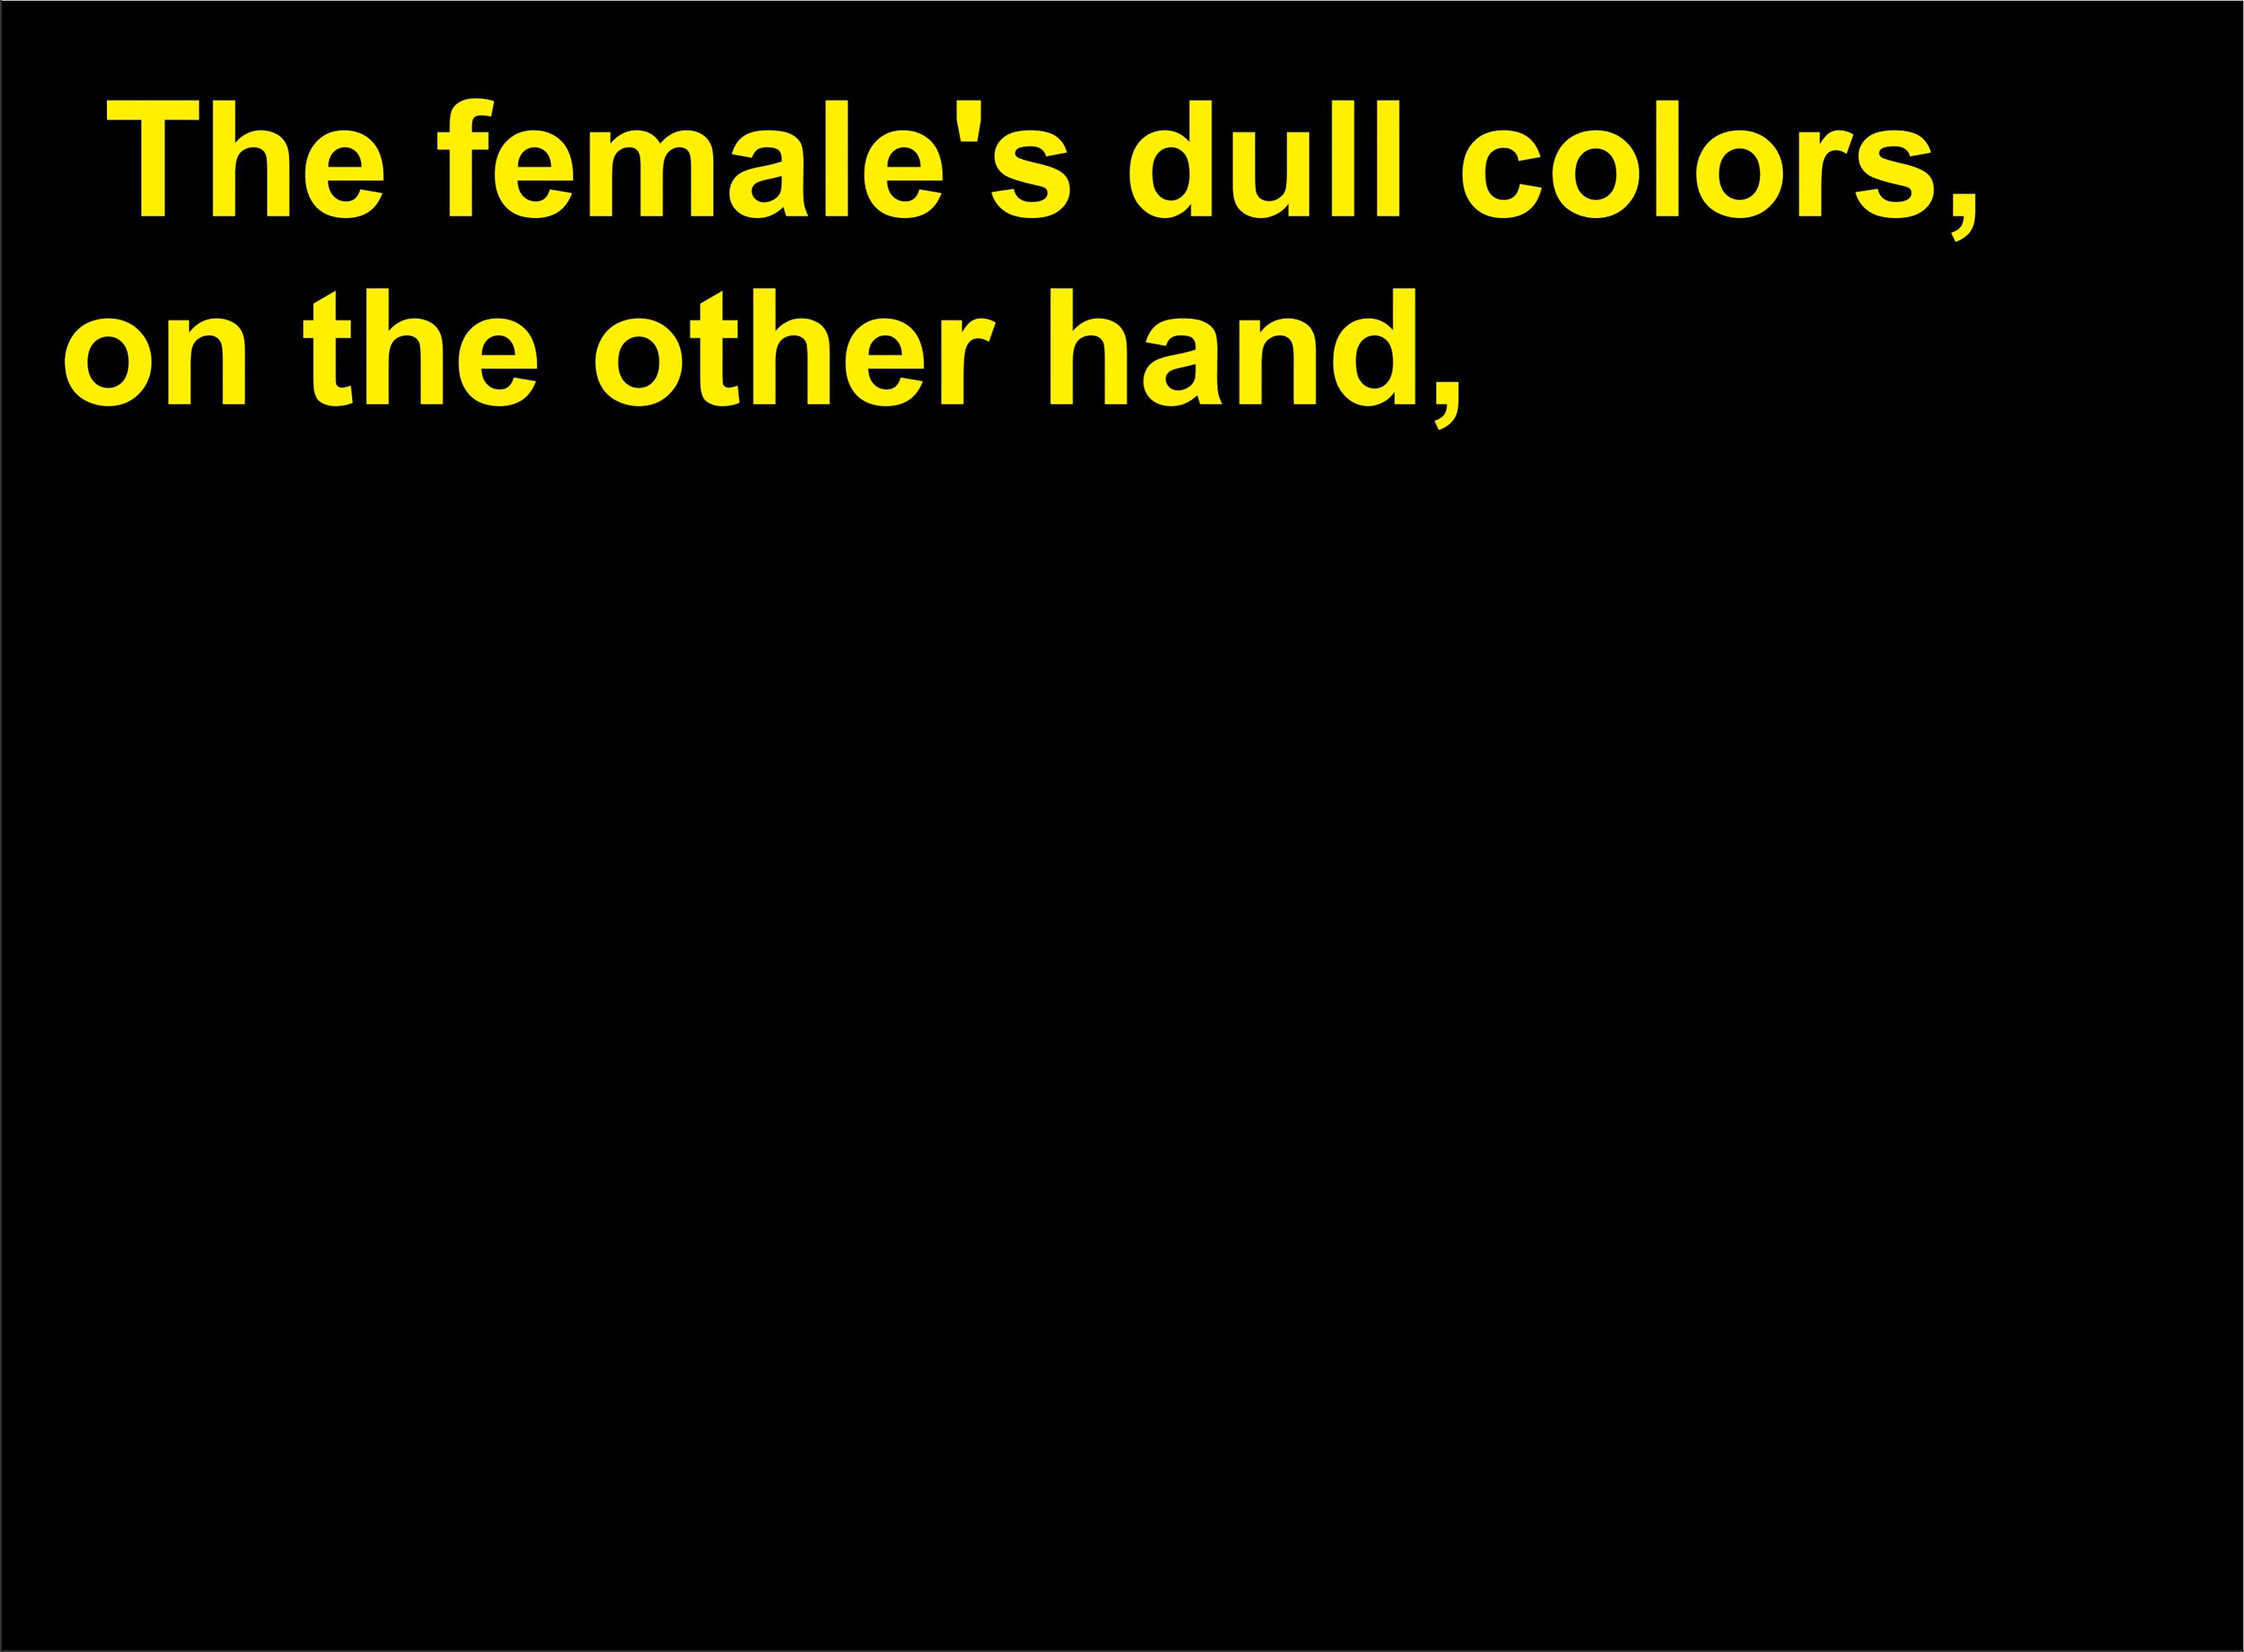 The female's dull colors,
on the other hand,